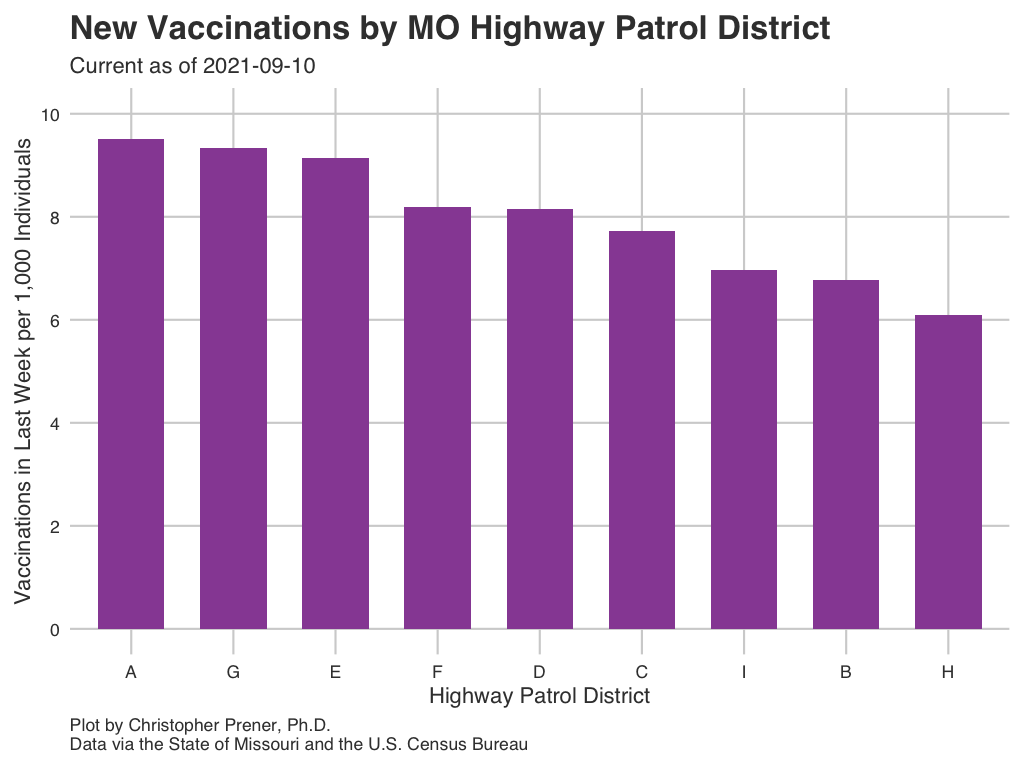 New Vaccinations by MO Highway Patrol District
Current as of 2021-09-10
Vaccinations in Last Week per 1,000 Individuals
10
8
6
4
2
0
A G E F D C I B H
Highway Patrol District
Plot by Christopher Prener, Ph.D.
Data via the State of Missouri and the U.S. Census Bureau